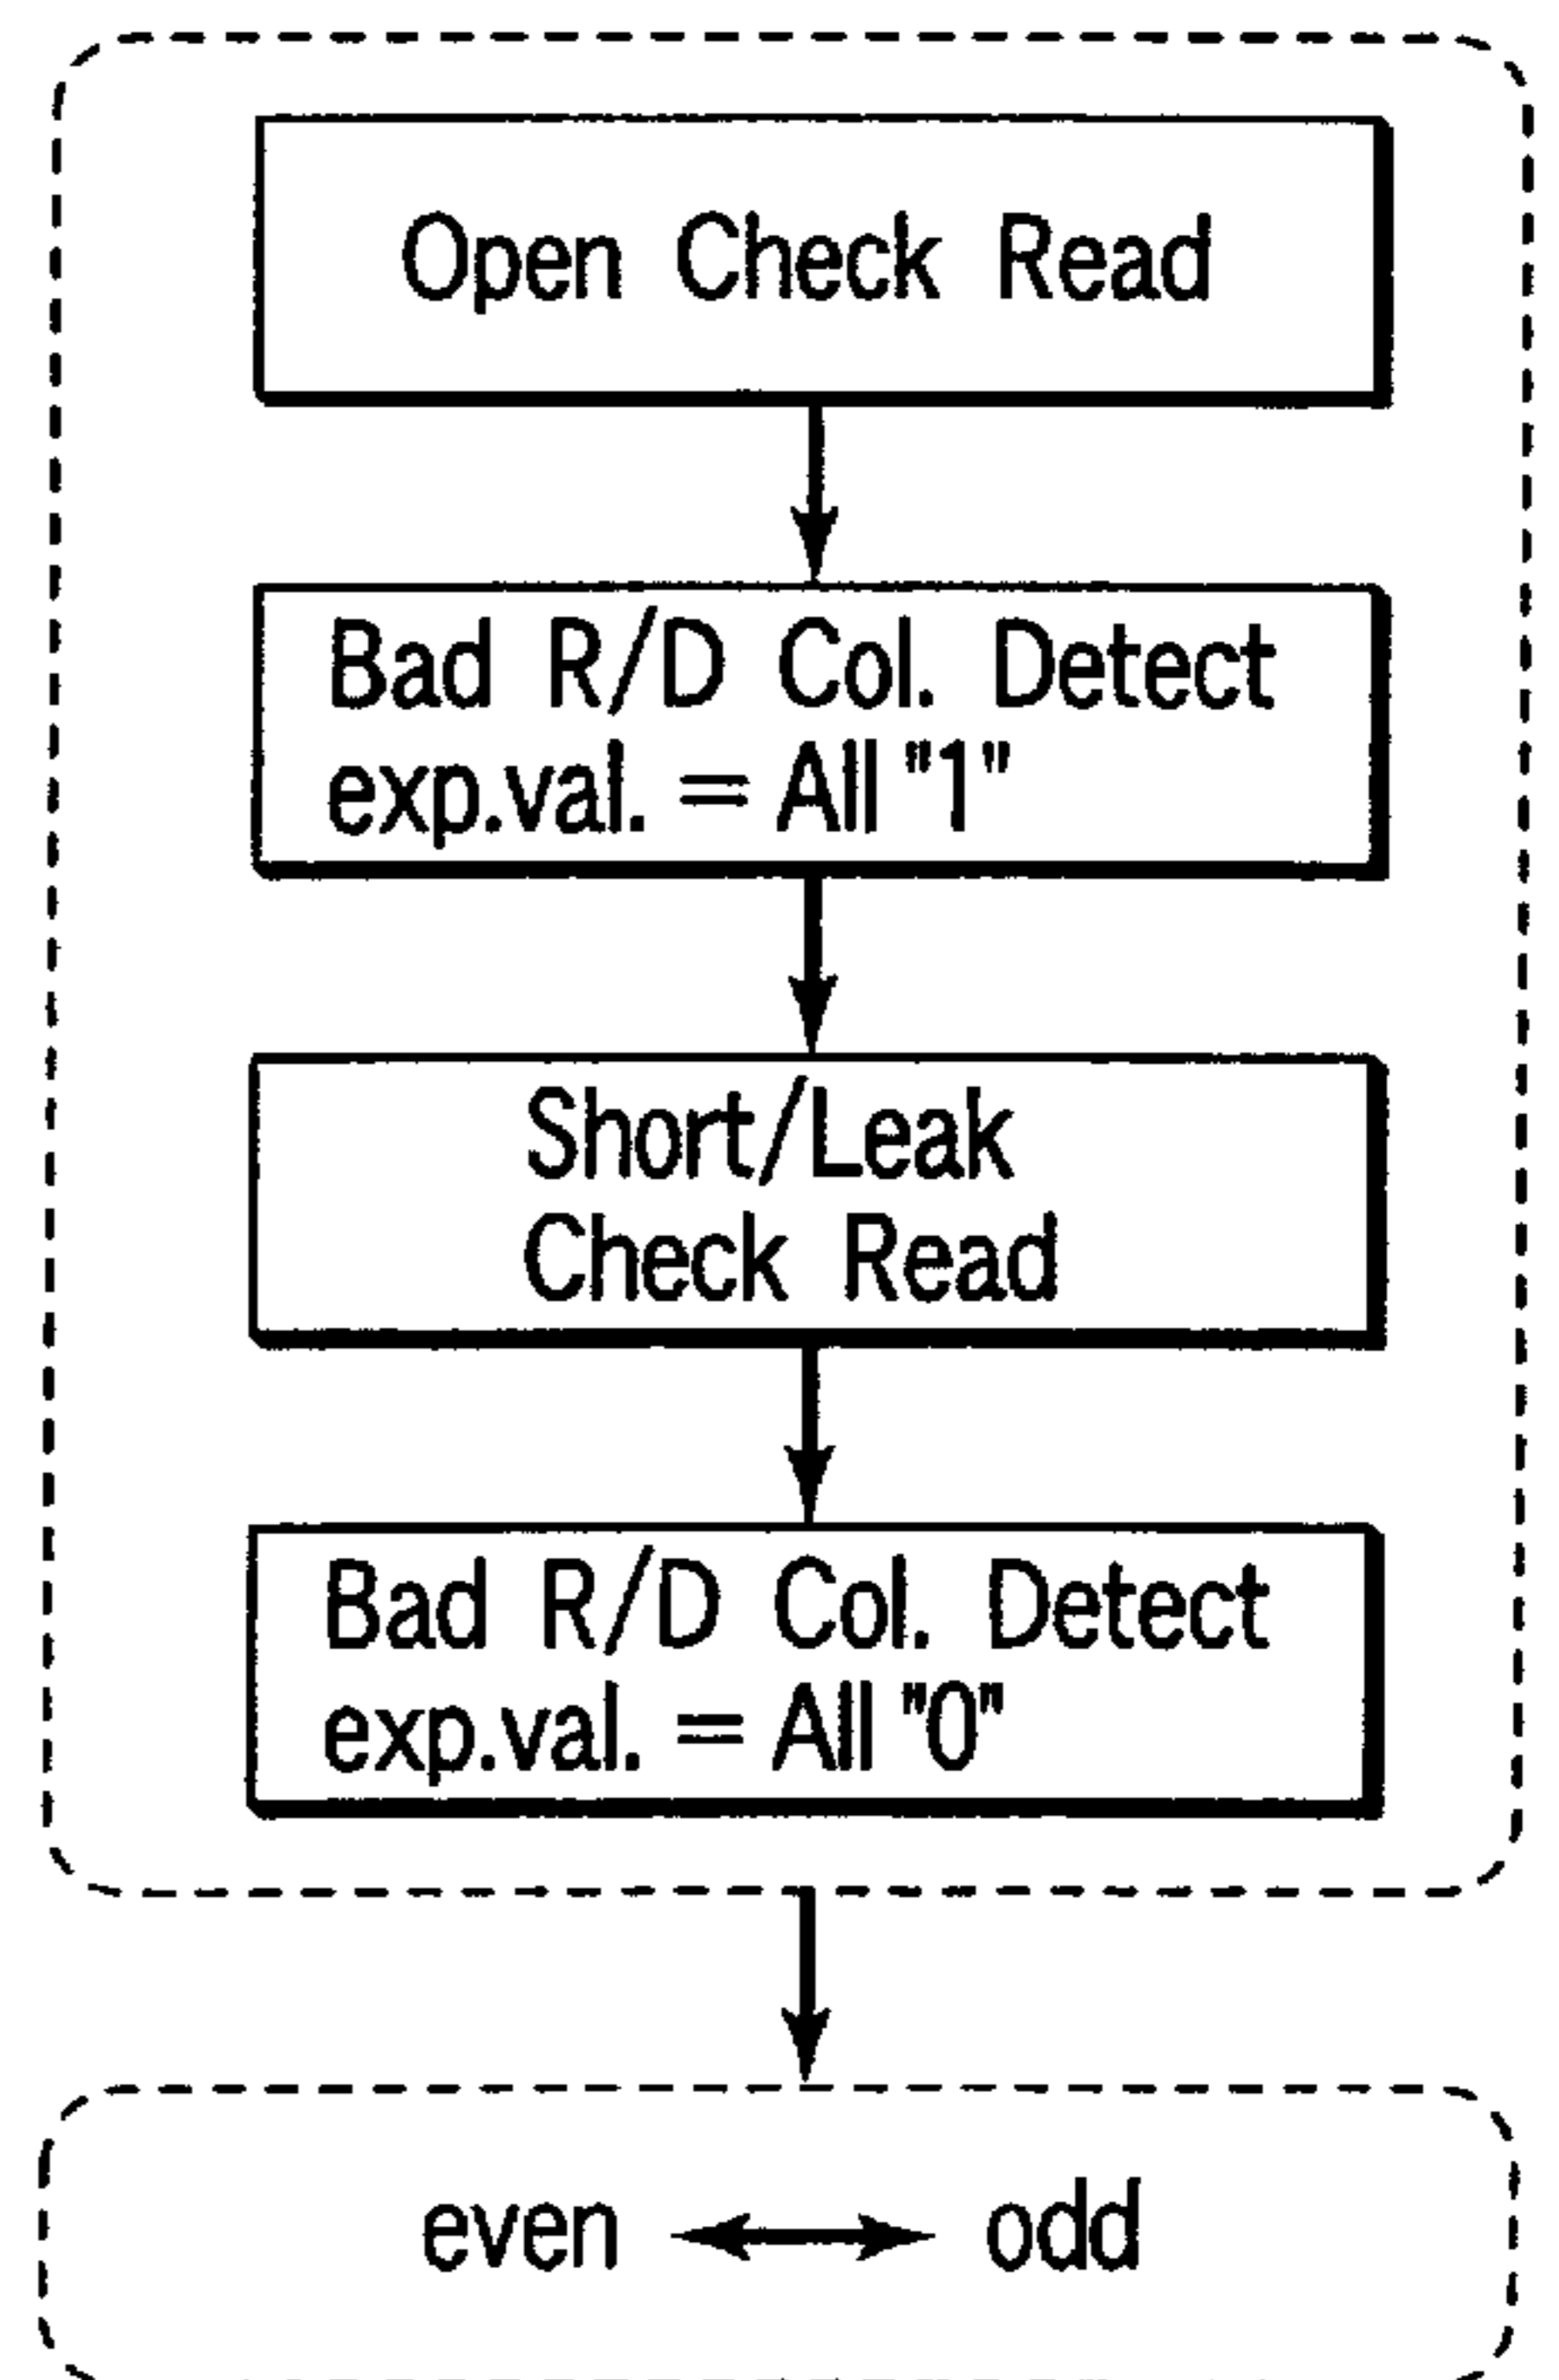 Open Check Read
Bad R/D Col. Detect
exp.val. = All "1"
Short/Leak
Check Read
Bad R/D Col. Detect
exp.val. = All "0"
even ↔ odd